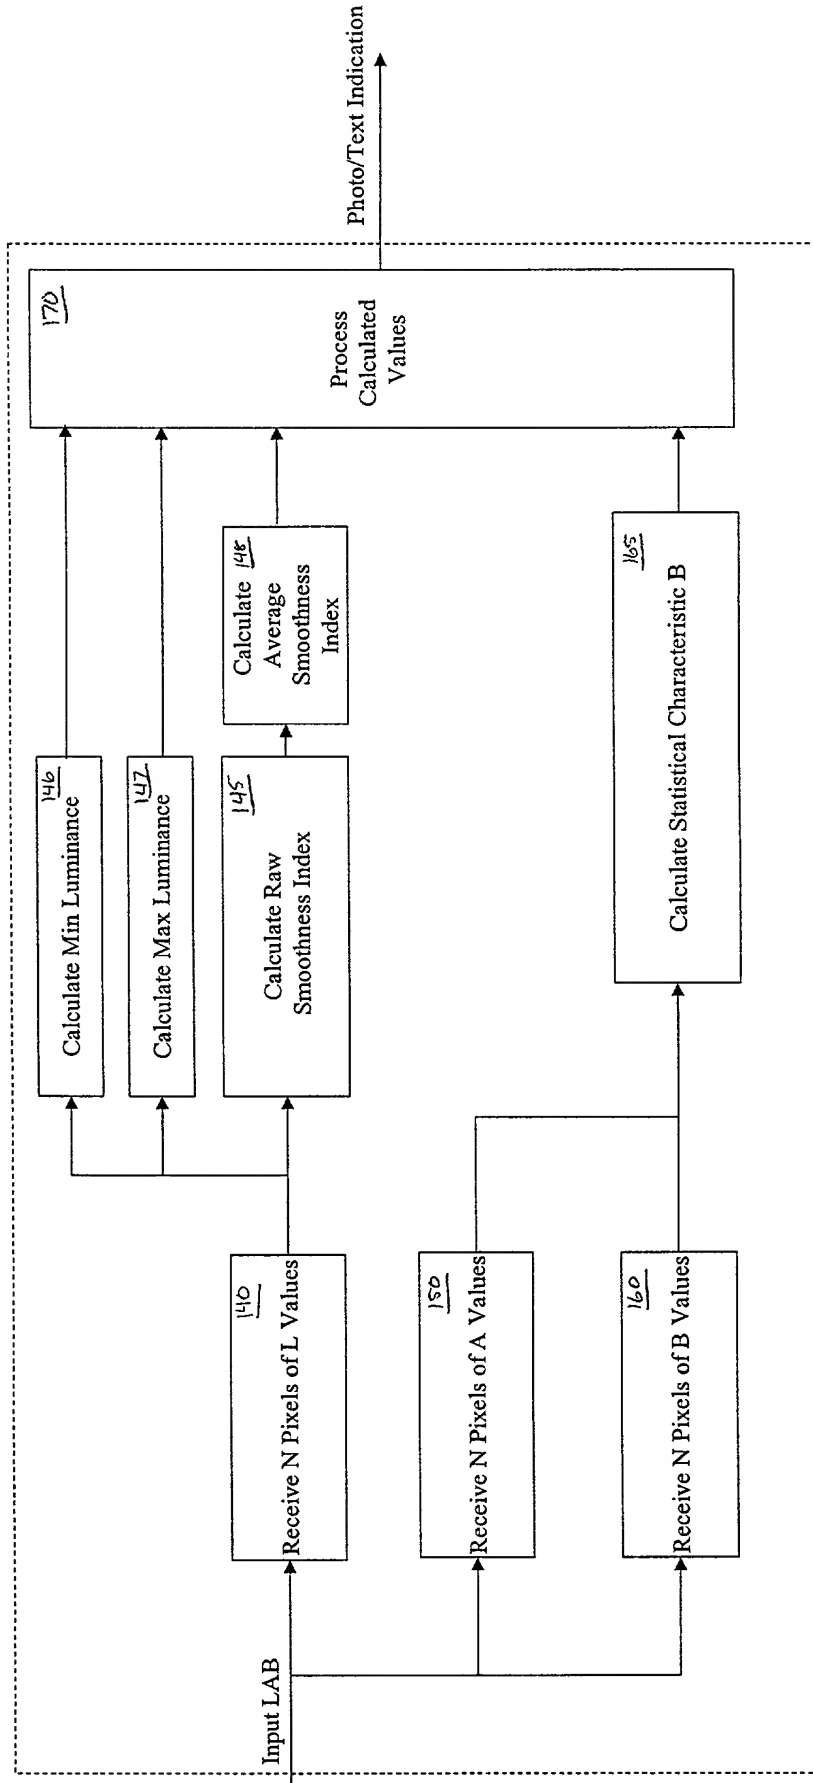 Input LAB
140
Receive N Pixels of L Values
150
Receive N Pixels of A Values
160
Receive N Pixels of B Values
146
Calculate Min Luminance
147
Calculate Max Luminance
145
Calculate Raw
Smoothness Index
Calculate 148
Average
Smoothness
Index
165
Calculate Statistical Characteristic B
170
Process
Calculated
Values
Photo/Text Indication